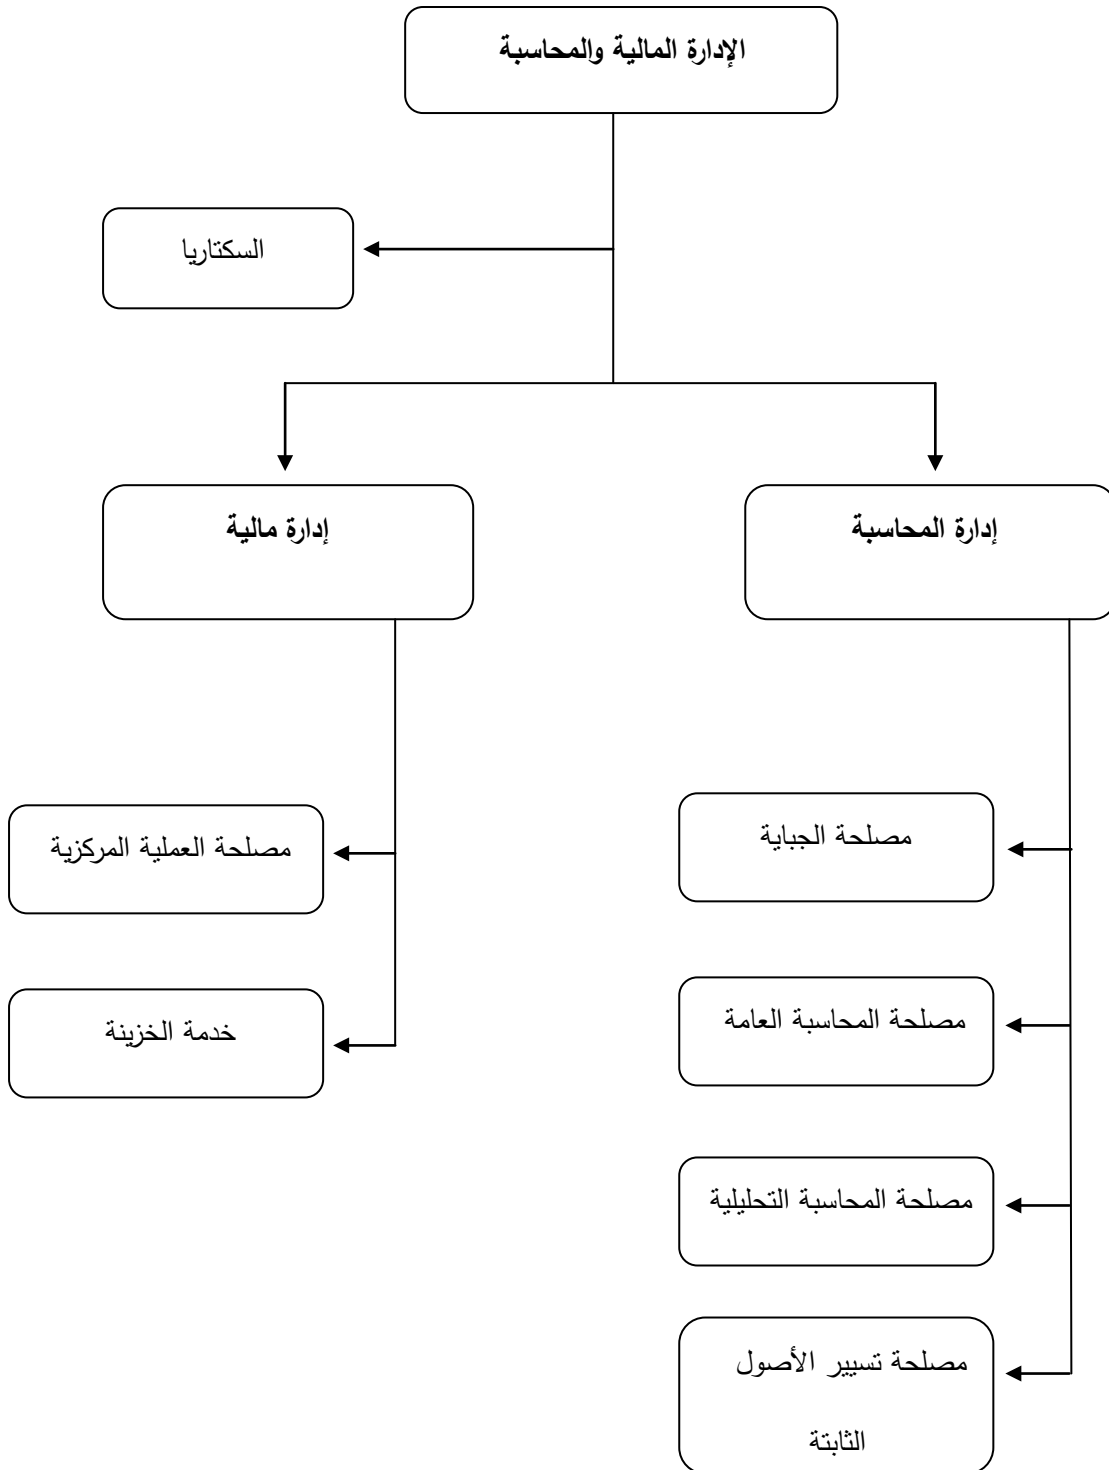 الإدارة المالية والمحاسبة
السكتاريا
إدارة المحاسبة
إدارة مالية
مصلحة الجباية
مصلحة العملية المركزية
مصلحة المحاسبة العامة
خدمة الخزينة
مصلحة المحاسبة التحليلية
مصلحة تسيير الأصول
الثابتة